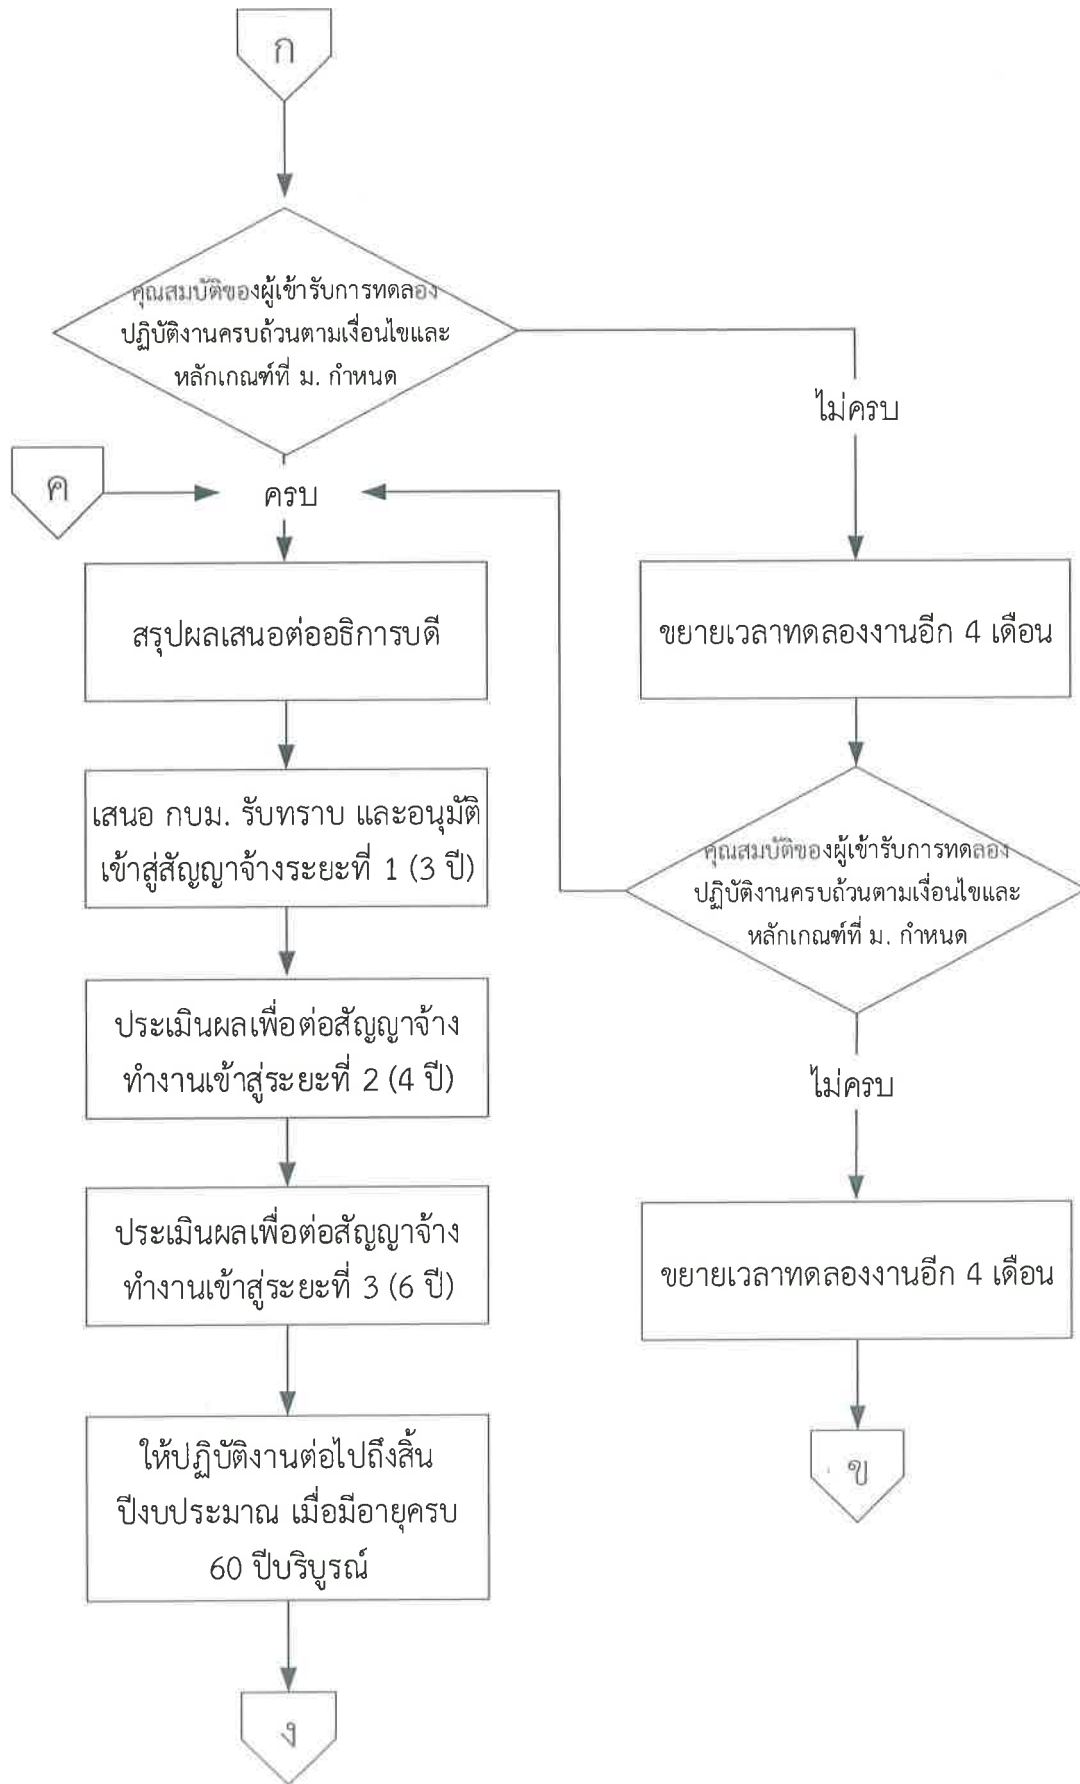 ก
คุณสมบัติของผู้เข้ารับการทดลอง
ปฏิบัติงานครบถ้วนตามเงื่อนไขและ
หลักเกณฑ์ที่ ม. กำหนด
ไม่ครบ
ค
ครบ
สรุปผลเสนอต่ออธิการบดี
ขยายเวลาทดลองงานอีก 4 เดือน
เสนอ กบม. รับทราบ และอนุมัติ
เข้าสู่สัญญาจ้างระยะที่ 1 (3 ปี)
คุณสมบัติของผู้เข้ารับการทดลอง
ปฏิบัติงานครบถ้วนตามเงื่อนไขและ
หลักเกณฑ์ที่ ม. กำหนด
ประเมินผลเพื่อต่อสัญญาจ้าง
ทำงานเข้าสู่ระยะที่ 2 (4 ปี)
ไม่ครบ
ประเมินผลเพื่อต่อสัญญาจ้าง
ทำงานเข้าสู่ระยะที่ 3 (6 ปี)
ขยายเวลาทดลองงานอีก 4 เดือน
ให้ปฏิบัติงานต่อไปถึงสิ้น
ปีงบประมาณ เมื่อมีอายุครบ
60 ปีบริบูรณ์
ข
ง